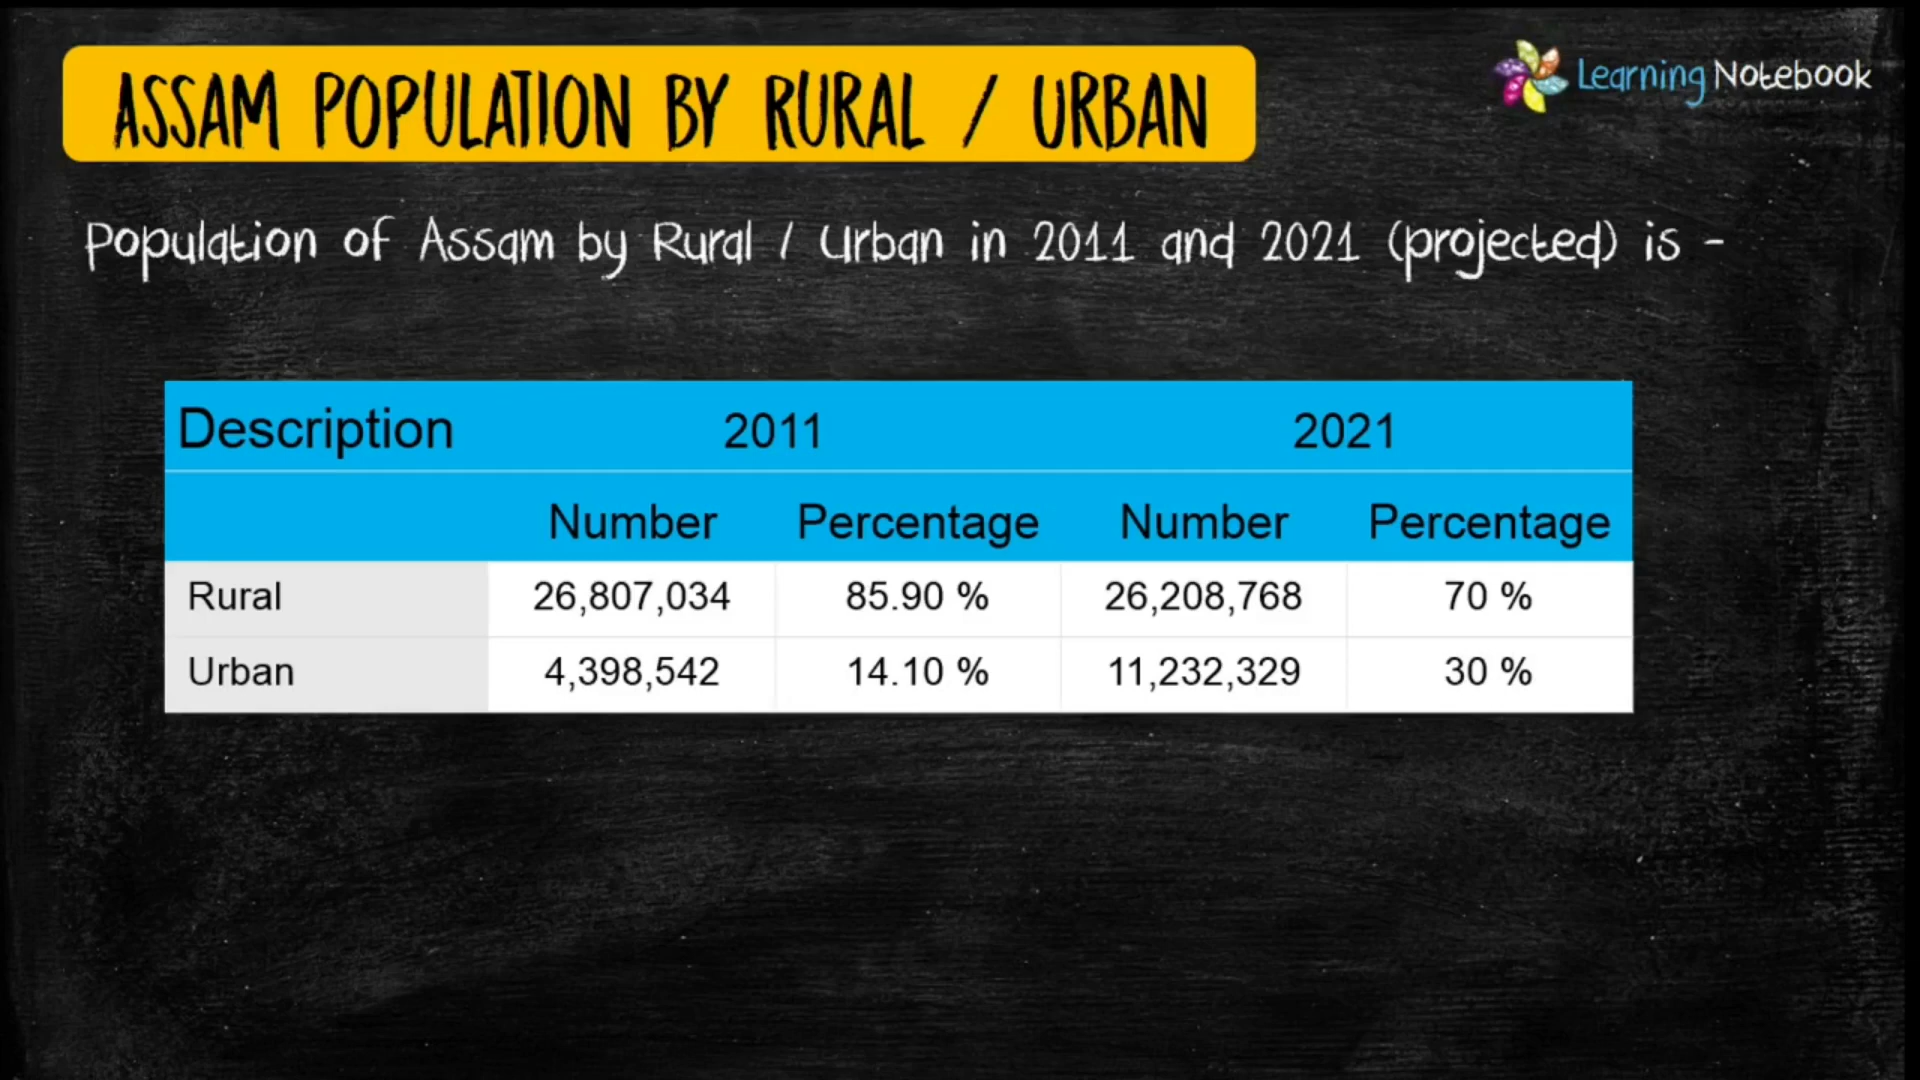 ASSAM POPULATION BY RURAL / URBAN
Learning Notebook
Population of Assam by Rural / Urban in 2011 and 2021 (projected) is -
Description 2011 2021
Number Percentage Number Percentage
Rural 26,807,034 85.90 % 26,208,768 70 %
Urban 4,398,542 14.10 % 11,232,329 30 %